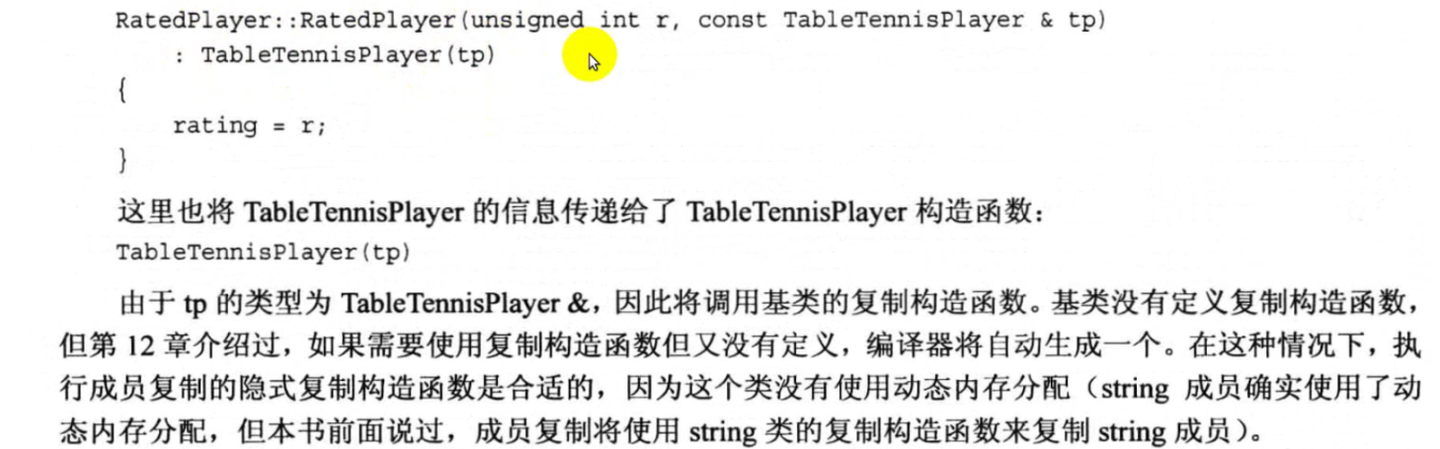 RatedPlayer::RatedPlayer(unsigned int r, const TableTennisPlayer & tp)
: TableTennisPlayer(tp)
{
rating = r;
}
这里也将 TableTennisPlayer 的信息传递给了 TableTennisPlayer 构造函数：
TableTennisPlayer(tp)
由于 tp 的类型为 TableTennisPlayer &，因此将调用基类的复制构造函数。基类没有定义复制构造函数，
但第 12 章介绍过，如果需要使用复制构造函数但又没有定义，编译器将自动生成一个。在这种情况下，执
行成员复制的隐式复制构造函数是合适的，因为这个类没有使用动态内存分配（string 成员确实使用了动
态内存分配，但本书前面说过，成员复制将使用 string 类的复制构造函数来复制 string 成员）。